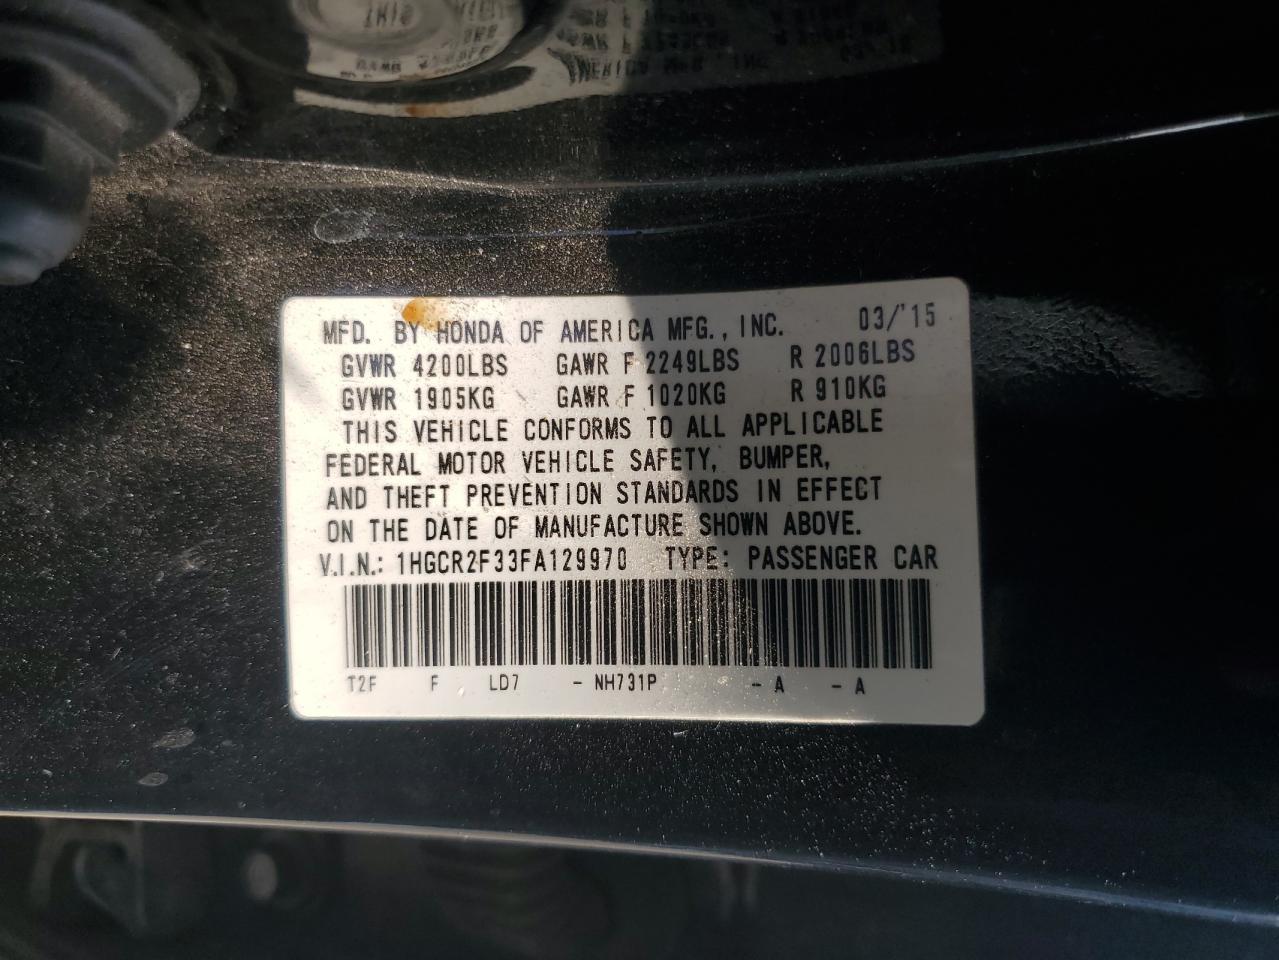 MFD. BY HONDA OF AMERICA MFG., INC. 03/'15
GVWR 4200LBS GAWR F 2249LBS R 2006LBS
GVWR 1905KG GAWR F 1020KG R 910KG
THIS VEHICLE CONFORMS TO ALL APPLICABLE
FEDERAL MOTOR VEHICLE SAFETY, BUMPER,
AND THEFT PREVENTION STANDARDS IN EFFECT
ON THE DATE OF MANUFACTURE SHOWN ABOVE.
V.I.N.: 1HGCR2F33FA129970 TYPE: PASSENGER CAR
T2F F LD7 - NH731P - A - A